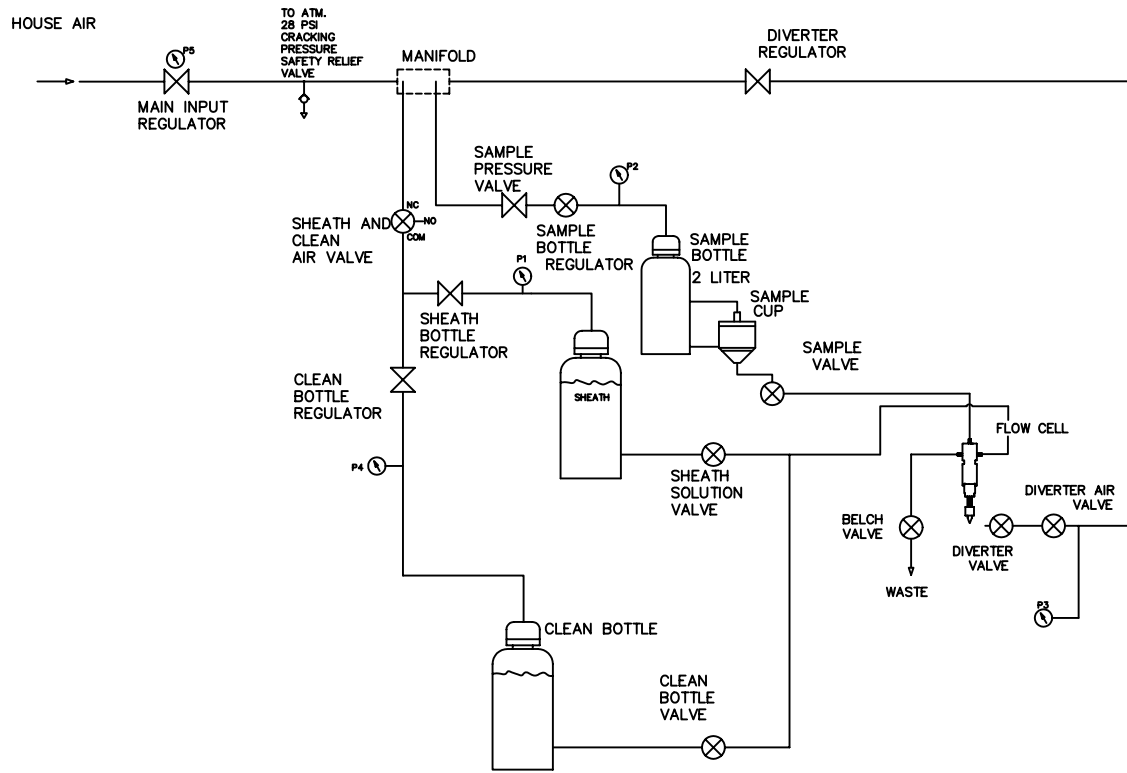 HOUSE AIR
TO ATM.
28 PSI
CRACKING
PRESSURE
SAFETY RELIEF
VALVE
P5
MAIN INPUT
REGULATOR
MANIFOLD
DIVERTER
REGULATOR
SAMPLE
PRESSURE
VALVE
P2
NC
NO
COM
SHEATH AND
CLEAN
AIR VALVE
SAMPLE
BOTTLE
REGULATOR
SAMPLE
BOTTLE
2 LITER
P1
SAMPLE
CUP
SHEATH
BOTTLE
REGULATOR
SAMPLE
VALVE
CLEAN
BOTTLE
REGULATOR
SHEATH
FLOW CELL
P4
SHEATH
SOLUTION
VALVE
DIVERTER AIR
VALVE
BELCH
VALVE
DIVERTER
VALVE
WASTE
P3
CLEAN BOTTLE
CLEAN
BOTTLE
VALVE